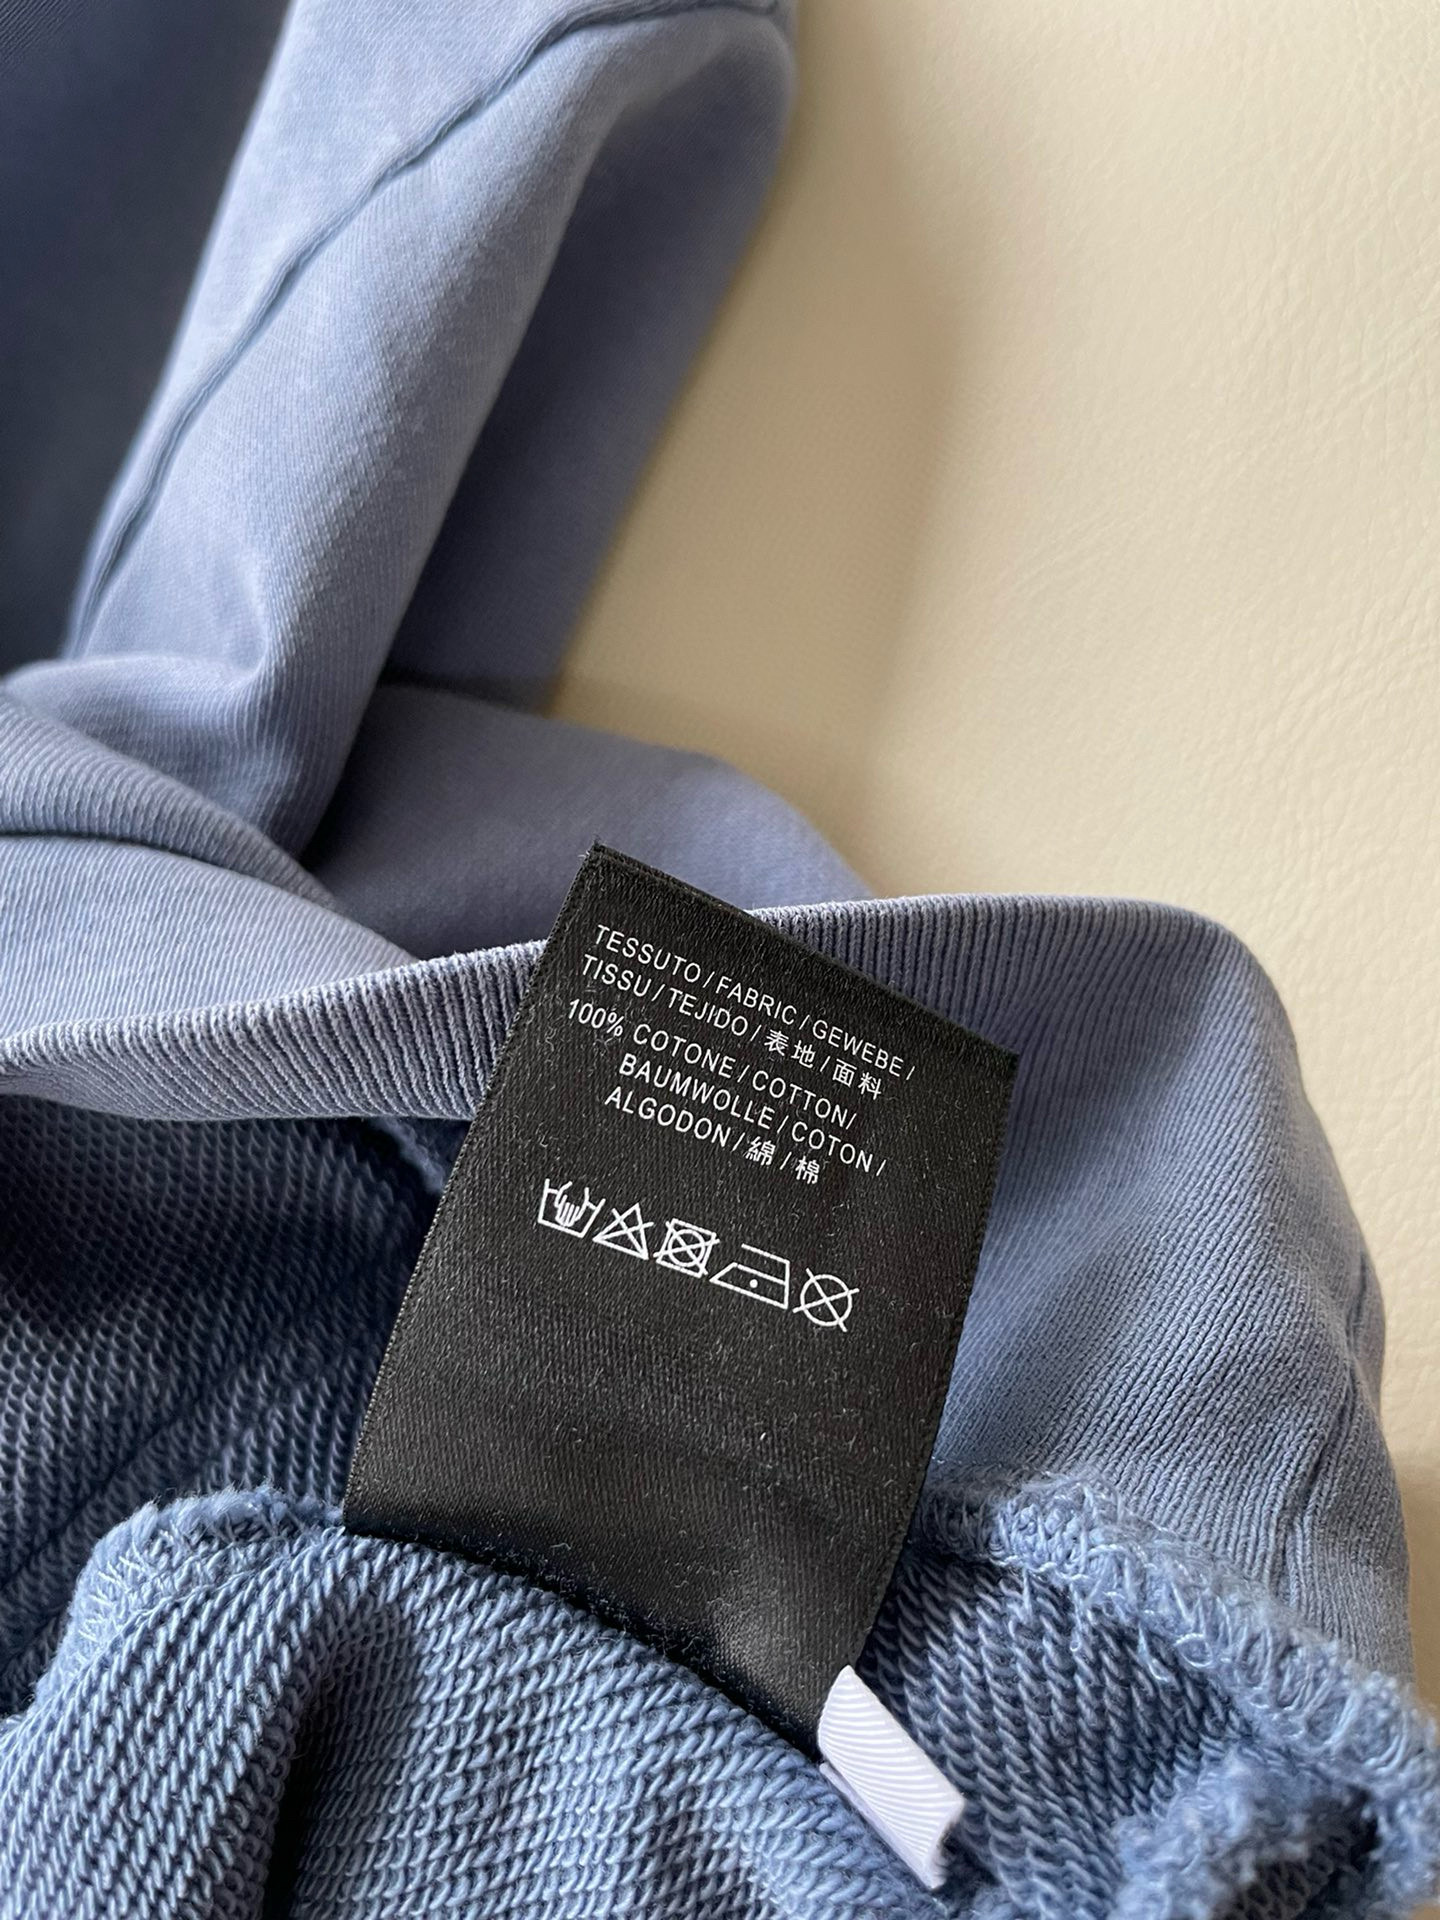 TESSUTO / FABRIC / GEWEBE /
TISSU / TEJIDO / 表地 / 面料
100% COTONE / COTTON/
BAUMWOLLE / COTON /
ALGODON / 綿 / 棉